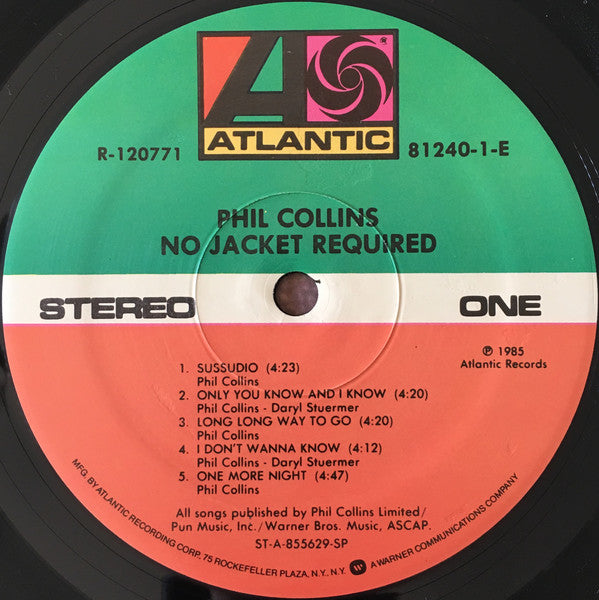 ATLANTIC
R-120771 81240-1-E
PHIL COLLINS
NO JACKET REQUIRED
STEREO ONE
℗ 1985
Atlantic Records
1. SUSSUDIO (4:23)
Phil Collins
2. ONLY YOU KNOW AND I KNOW (4:20)
Phil Collins - Daryl Stuermer
3. LONG LONG WAY TO GO (4:20)
Phil Collins
4. I DON'T WANNA KNOW (4:12)
Phil Collins - Daryl Stuermer
5. ONE MORE NIGHT (4:47)
Phil Collins
All songs published by Phil Collins Limited/
Pun Music, Inc./Warner Bros. Music, ASCAP.
ST-A-855629-SP
MFG. BY ATLANTIC RECORDING CORP., 75 ROCKEFELLER PLAZA, N.Y., N.Y. A WARNER COMMUNICATIONS COMPANY